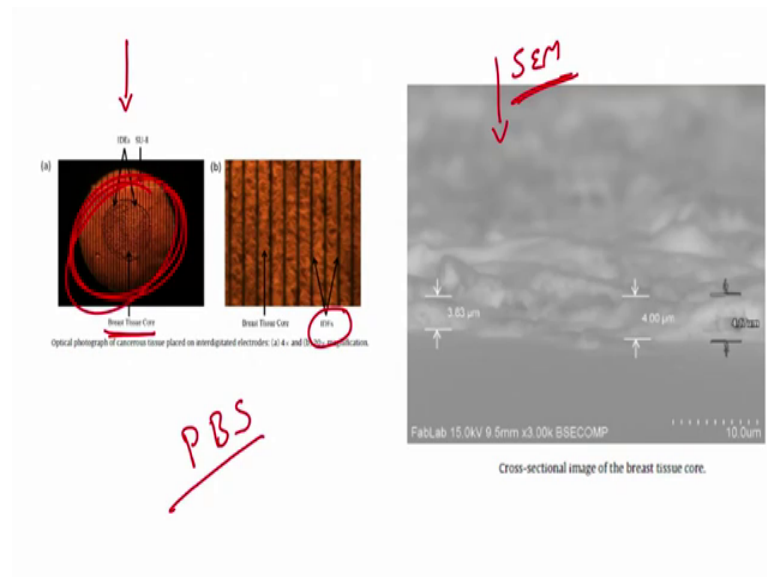 SEM
IDEs SU-8
(a)
(b)
Breast Tissue Core
Breast Tissue Core IDEs
Optical photograph of cancerous tissue placed on interdigitated electrodes: (a) 4× and (b) 20× magnification.
3.63 µm
4.00 µm
FabLab 15.0kV 9.5mm x3.00k BSECOMP
10.0um
Cross-sectional image of the breast tissue core.
PBS